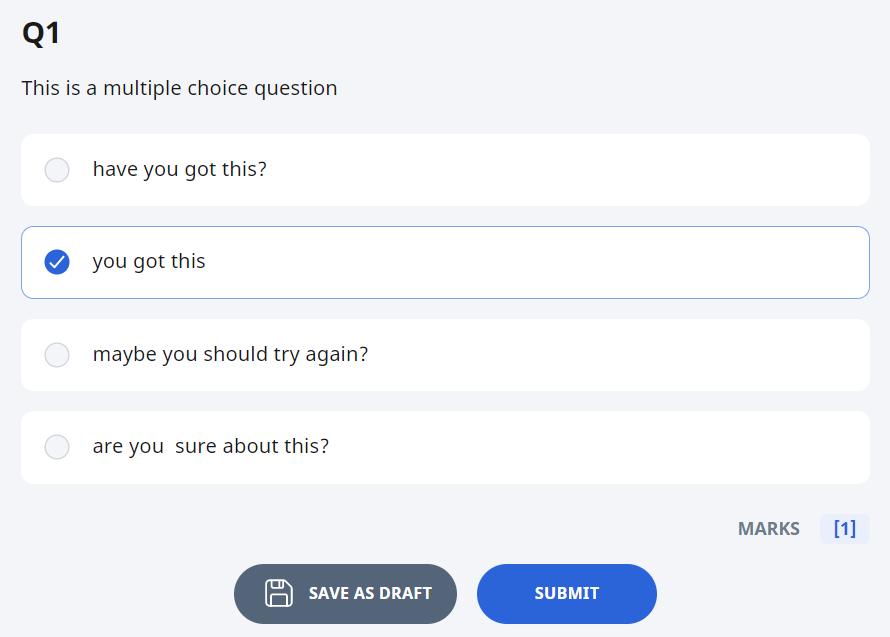 Q1
This is a multiple choice question
have you got this?
you got this
maybe you should try again?
are you  sure about this?
MARKS [1]
SAVE AS DRAFT SUBMIT